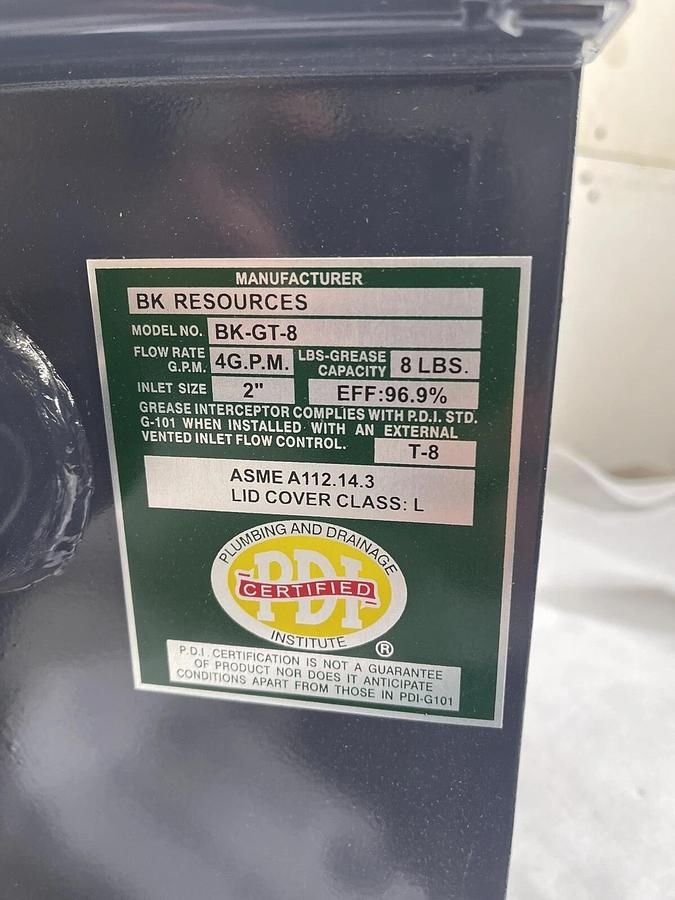 MANUFACTURER
BK RESOURCES
MODEL NO. BK-GT-8
FLOW RATE G.P.M. 4G.P.M. LBS-GREASE CAPACITY 8 LBS.
INLET SIZE 2" EFF:96.9%
GREASE INTERCEPTOR COMPLIES WITH P.D.I. STD.
G-101 WHEN INSTALLED WITH AN EXTERNAL
VENTED INLET FLOW CONTROL. T-8
ASME A112.14.3
LID COVER CLASS: L
PLUMBING AND DRAINAGE
PDI
CERTIFIED
INSTITUTE ®
P.D.I. CERTIFICATION IS NOT A GUARANTEE
OF PRODUCT NOR DOES IT ANTICIPATE
CONDITIONS APART FROM THOSE IN PDI-G101